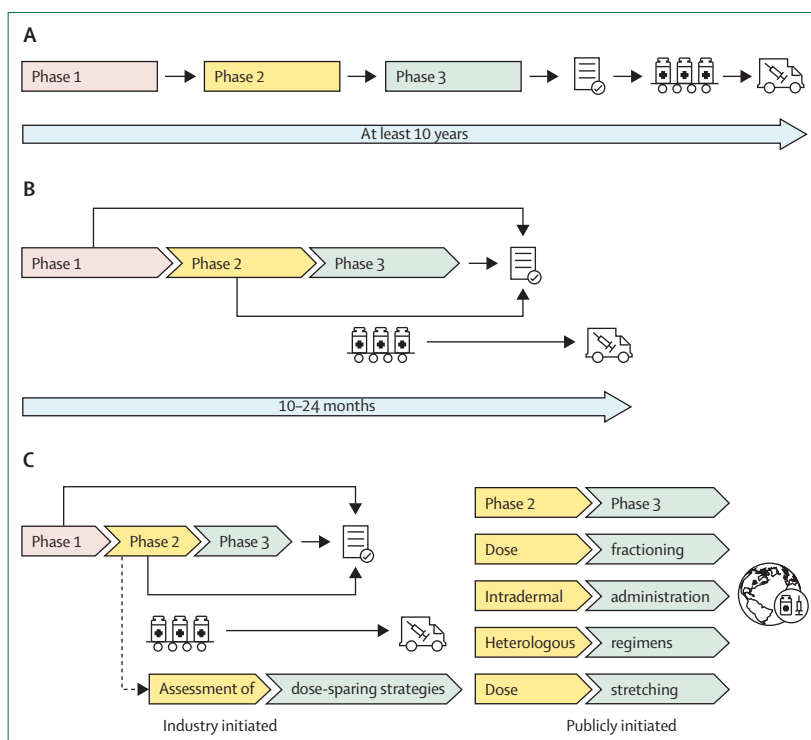 A
Phase 1
Phase 2
Phase 3
At least 10 years
B
Phase 1
Phase 2
Phase 3
10–24 months
C
Phase 1
Phase 2
Phase 3
Assessment of
dose-sparing strategies
Industry initiated
Phase 2
Phase 3
Dose
fractioning
Intradermal
administration
Heterologous
regimens
Dose
stretching
Publicly initiated